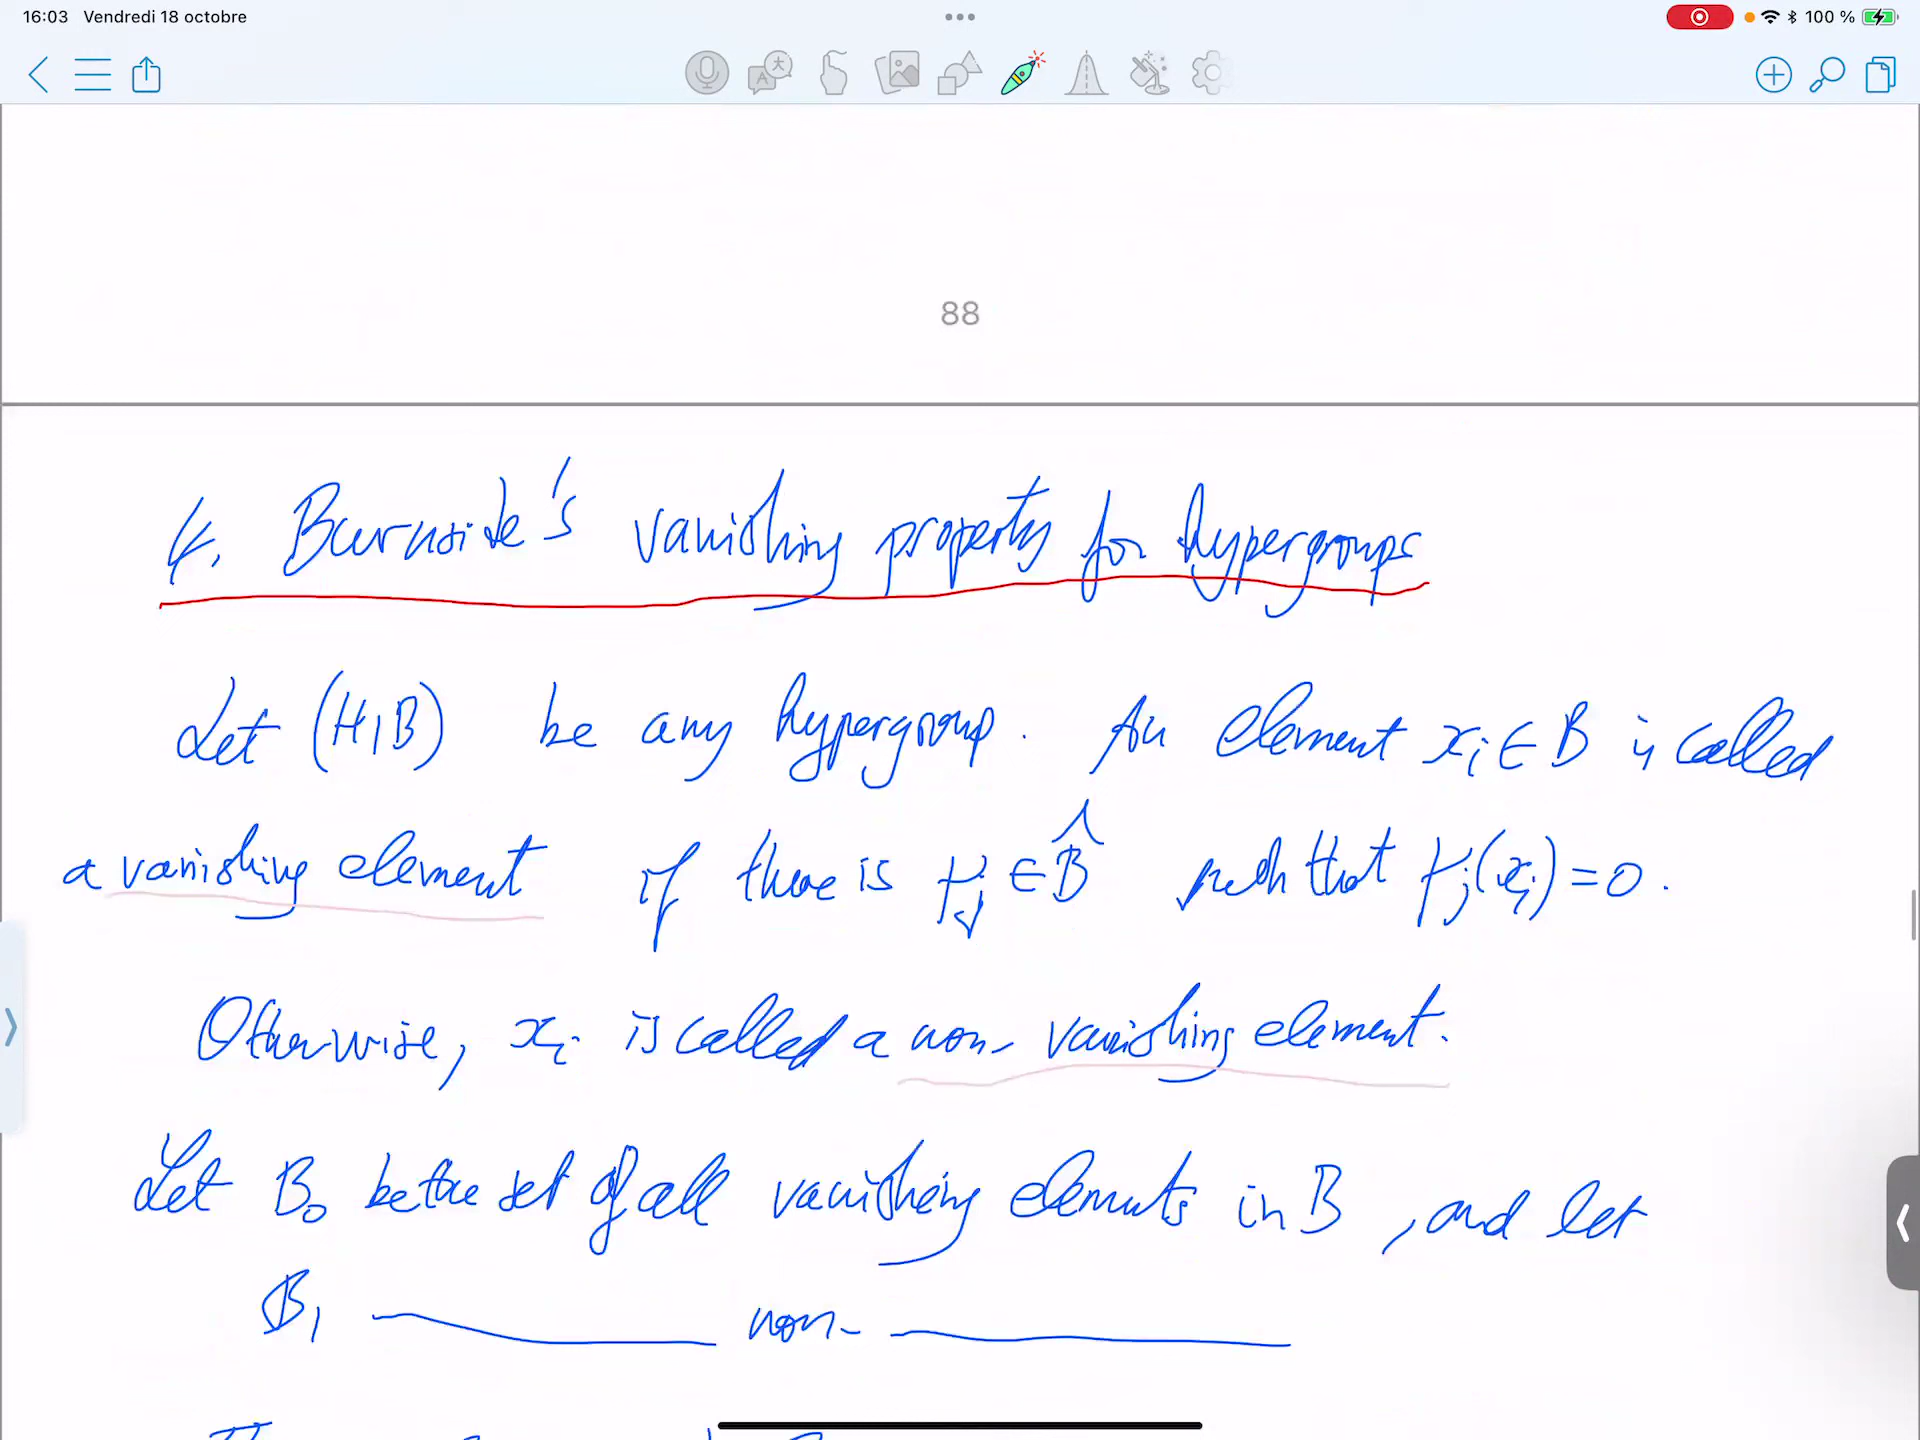 16:03 Vendredi 18 octobre
100 %
88
4. Burnside's vanishing property for hypergroups
Let (H,B) be any hypergroup. An element xᵢ ∈ B is called
a vanishing element if there is μⱼ ∈ B̂ such that μⱼ(xᵢ) = 0.
Otherwise, xᵢ is called a non-vanishing element.
Let B₀ be the set of all vanishing elements in B, and let
B₁ ——— non- ———